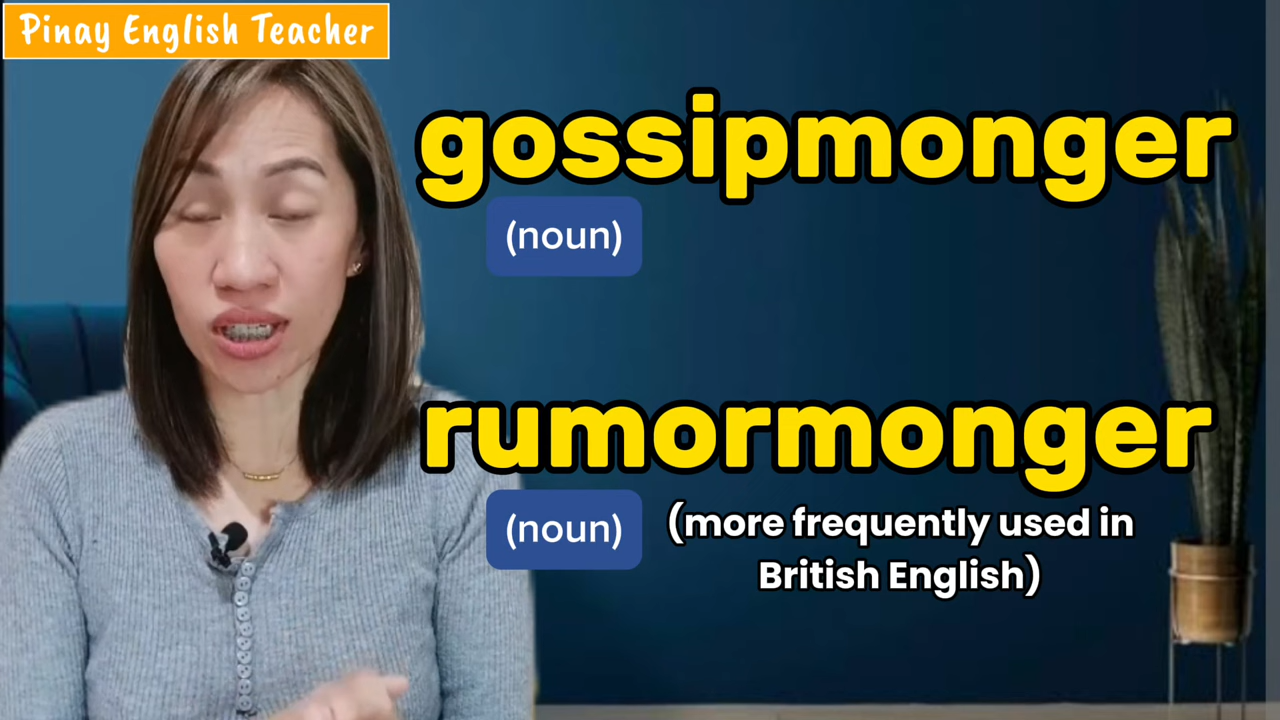 Pinay English Teacher
gossipmonger
(noun)
rumormonger
(noun)
(more frequently used in
British English)